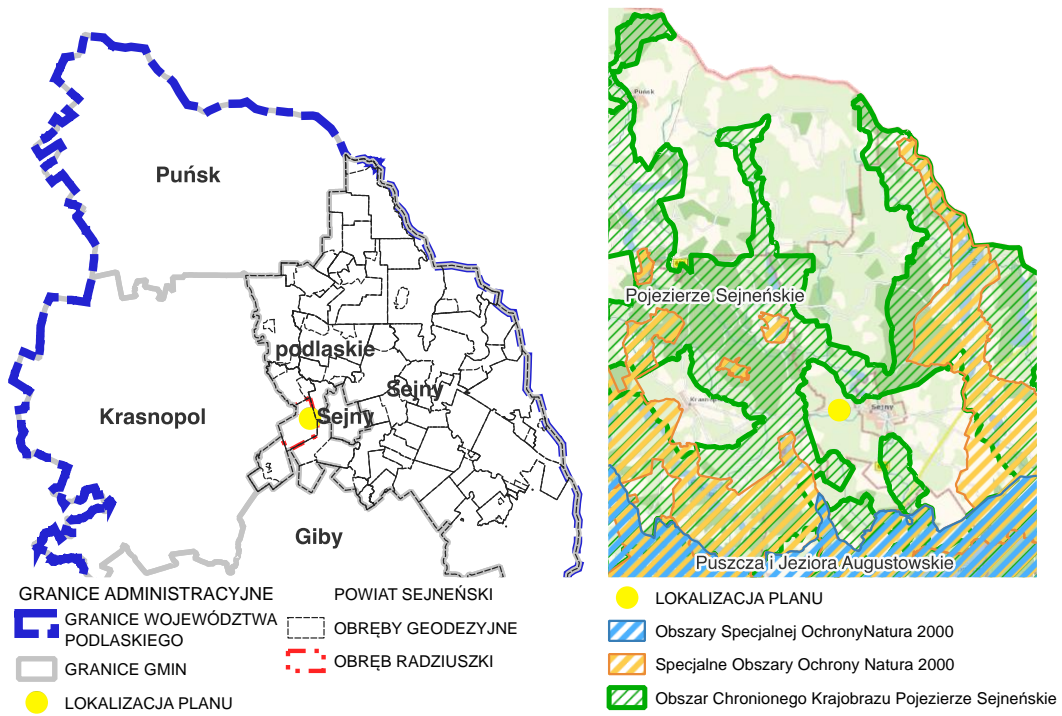 Puńsk
podlaskie
Sejny
Krasnopol
Sejny
Giby
GRANICE ADMINISTRACYJNE
GRANICE WOJEWÓDZTWA
PODLASKIEGO
GRANICE GMIN
LOKALIZACJA PLANU
POWIAT SEJNEŃSKI
OBRĘBY GEODEZYJNE
OBRĘB RADZIUSZKI
Puńsk
Pojezierze Sejneńskie
Sejny
Puszcza i Jeziora Augustowskie
LOKALIZACJA PLANU
Obszary Specjalnej OchronyNatura 2000
Specjalne Obszary Ochrony Natura 2000
Obszar Chronionego Krajobrazu Pojezierze Sejneńskie